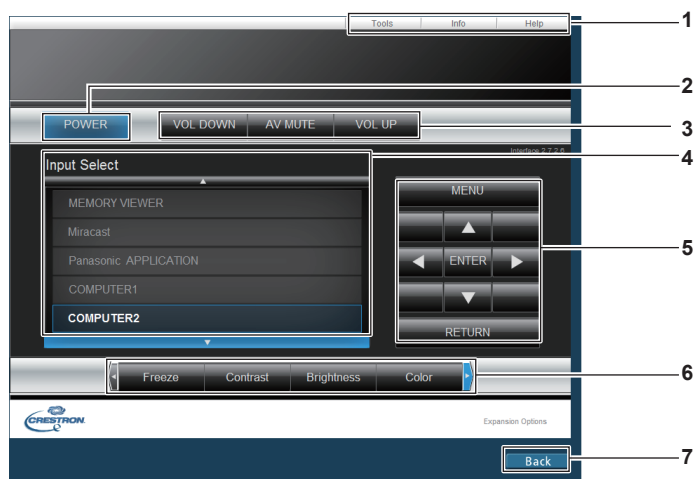 Tools Info Help 1
2
POWER VOL DOWN AV MUTE VOL UP 3
Interface 2.7.2.6
Input Select 4
MEMORY VIEWER
MENU
Miracast
Panasonic APPLICATION
ENTER 5
COMPUTER1
COMPUTER2
RETURN
Freeze Contrast Brightness Color 6
CRESTRON
Expansion Options
Back 7